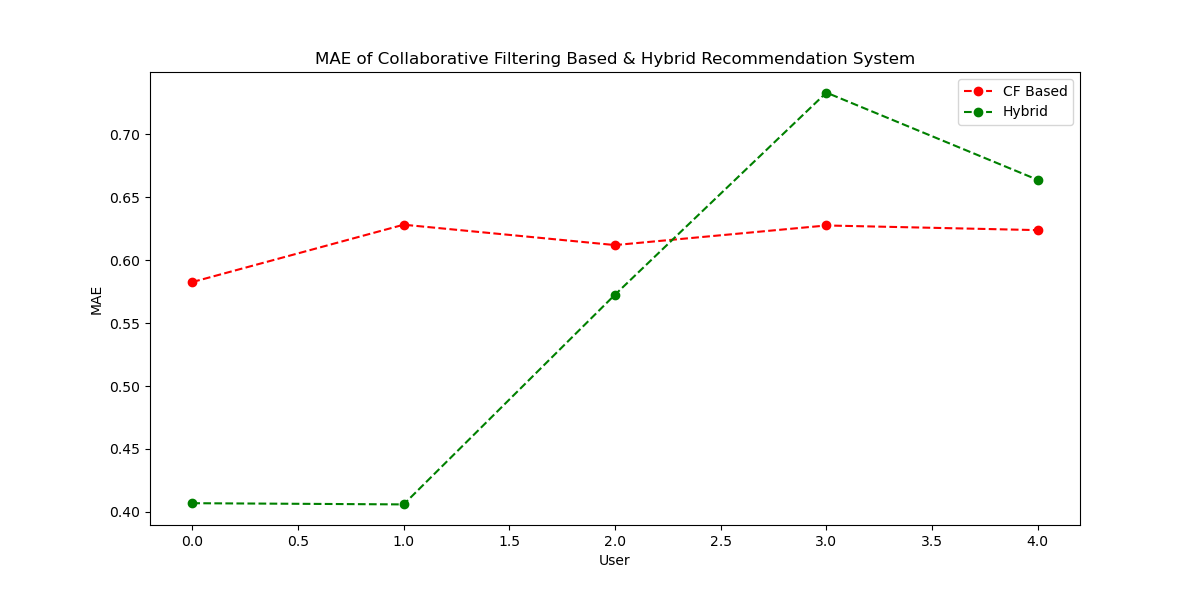 MAE of Collaborative Filtering Based & Hybrid Recommendation System
CF Based
Hybrid
MAE
0.70
0.65
0.60
0.55
0.50
0.45
0.40
0.0 0.5 1.0 1.5 2.0 2.5 3.0 3.5 4.0
User